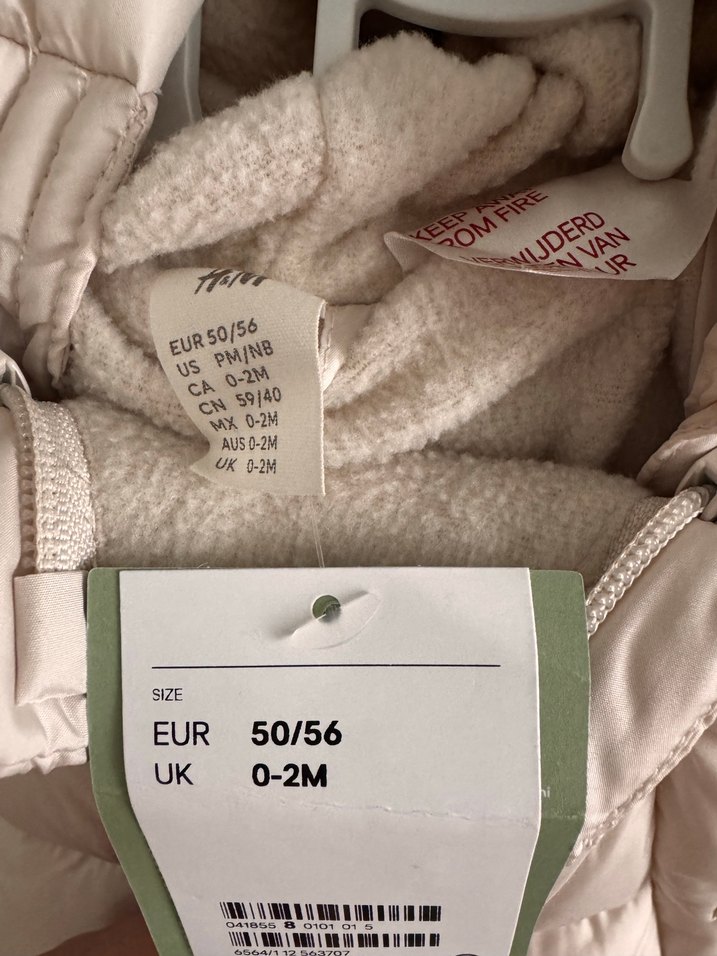 KEEP AWAY
FROM FIRE
VERWIJDERD
VAN
H&M
EUR 50/56
US PM/NB
CA 0-2M
CN 59/40
MX 0-2M
AUS 0-2M
UK 0-2M
SIZE
EUR 50/56
UK 0-2M
041855 8 0101 01 5
6564/1 12 563707